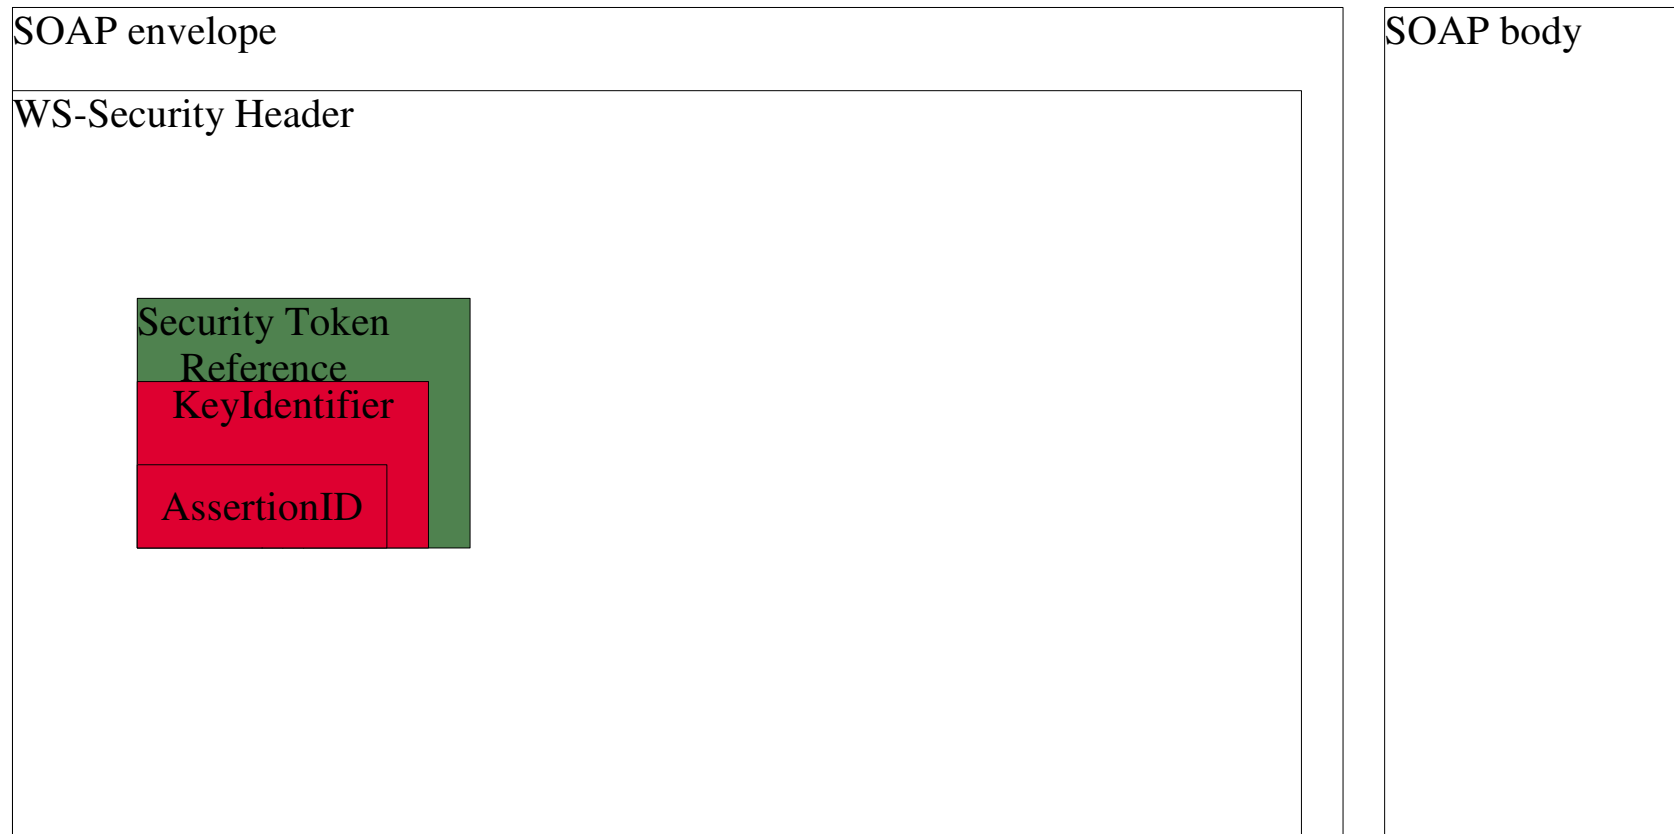 SOAP envelope
SOAP body
WS-Security Header
Security Token
Reference
KeyIdentifier
AssertionID